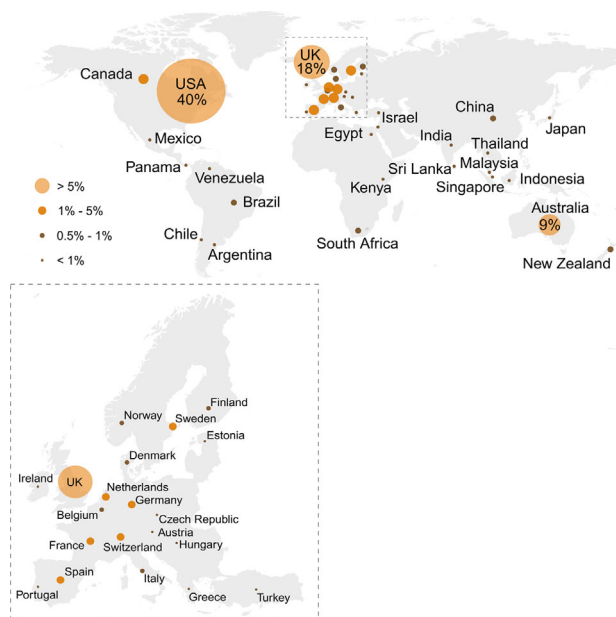 Canada
USA
40%
UK
18%
Mexico
Panama
Venezuela
Brazil
Chile
Argentina
Israel
Egypt
Kenya
South Africa
China
India
Japan
Thailand
Sri Lanka
Malaysia
Singapore
Indonesia
Australia
9%
New Zealand
> 5%
1% - 5%
0.5% - 1%
< 1%
Finland
Norway
Sweden
Estonia
Denmark
Ireland
UK
Netherlands
Germany
Belgium
Czech Republic
Austria
France
Switzerland
Hungary
Spain
Italy
Portugal
Greece
Turkey